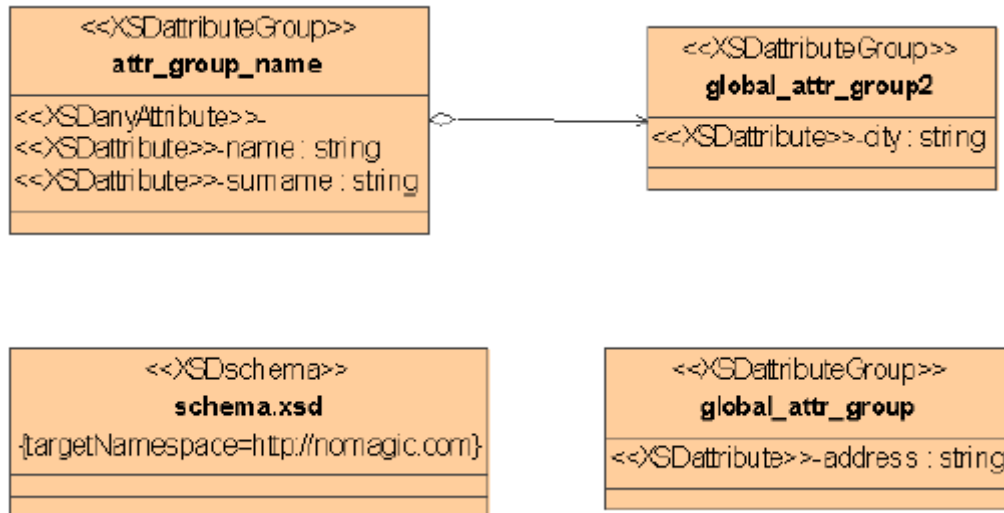 <<XSDattributeGroup>>
attr_group_name
<<XSDanyAttribute>>-
<<XSDattribute>>-name : string
<<XSDattribute>>-surname : string
<<XSDattributeGroup>>
global_attr_group2
<<XSDattribute>>-city : string
<<XSDschema>>
schema.xsd
{targetNamespace=http://nomagic.com}
<<XSDattributeGroup>>
global_attr_group
<<XSDattribute>>-address : string